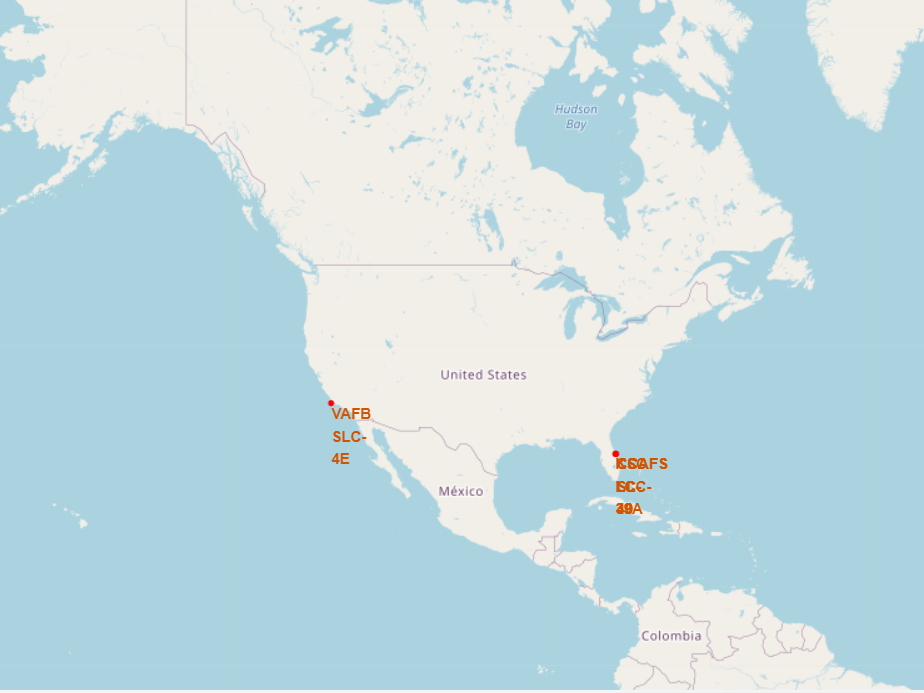 Hudson
Bay
United States
VAFB
SLC-
4E
México
Colombia